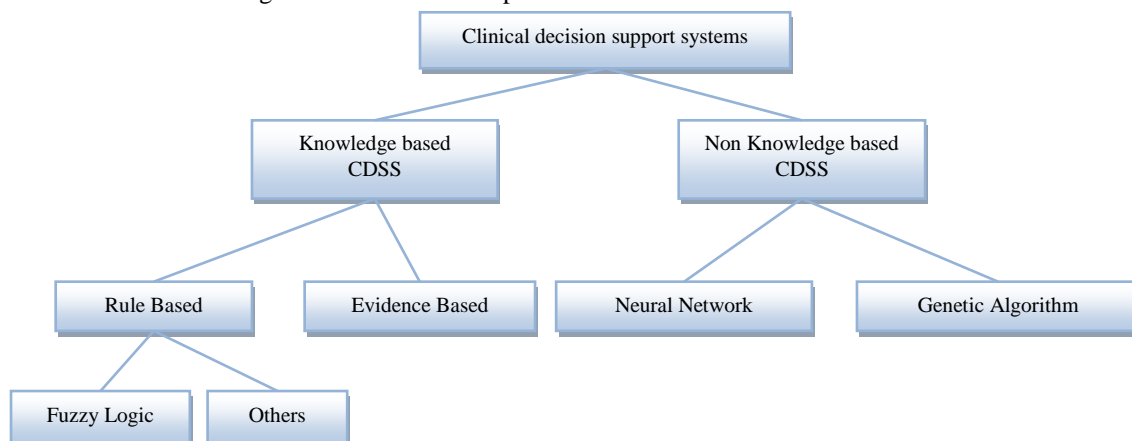 Clinical decision support systems
Knowledge based
CDSS
Non Knowledge based
CDSS
Rule Based
Evidence Based
Neural Network
Genetic Algorithm
Fuzzy Logic
Others